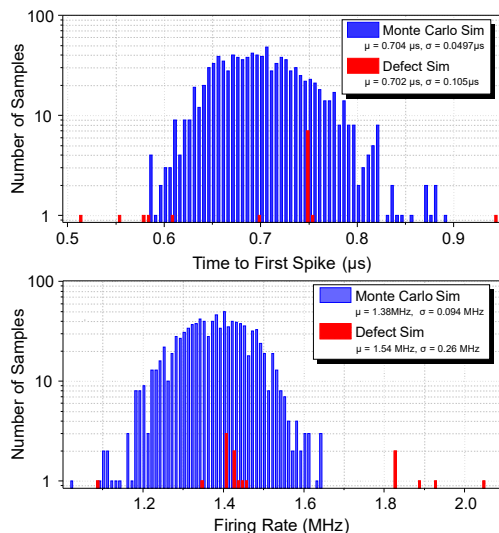 Number of Samples
100
10
1
Monte Carlo Sim
μ = 0.704 μs, σ = 0.0497μs
Defect Sim
μ = 0.702 μs, σ = 0.105μs
0.5 0.6 0.7 0.8 0.9
Time to First Spike (μs)
Number of Samples
100
10
1
Monte Carlo Sim
μ = 1.38MHz, σ = 0.094 MHz
Defect Sim
μ = 1.54 MHz, σ = 0.26 MHz
1.2 1.4 1.6 1.8 2.0
Firing Rate (MHz)